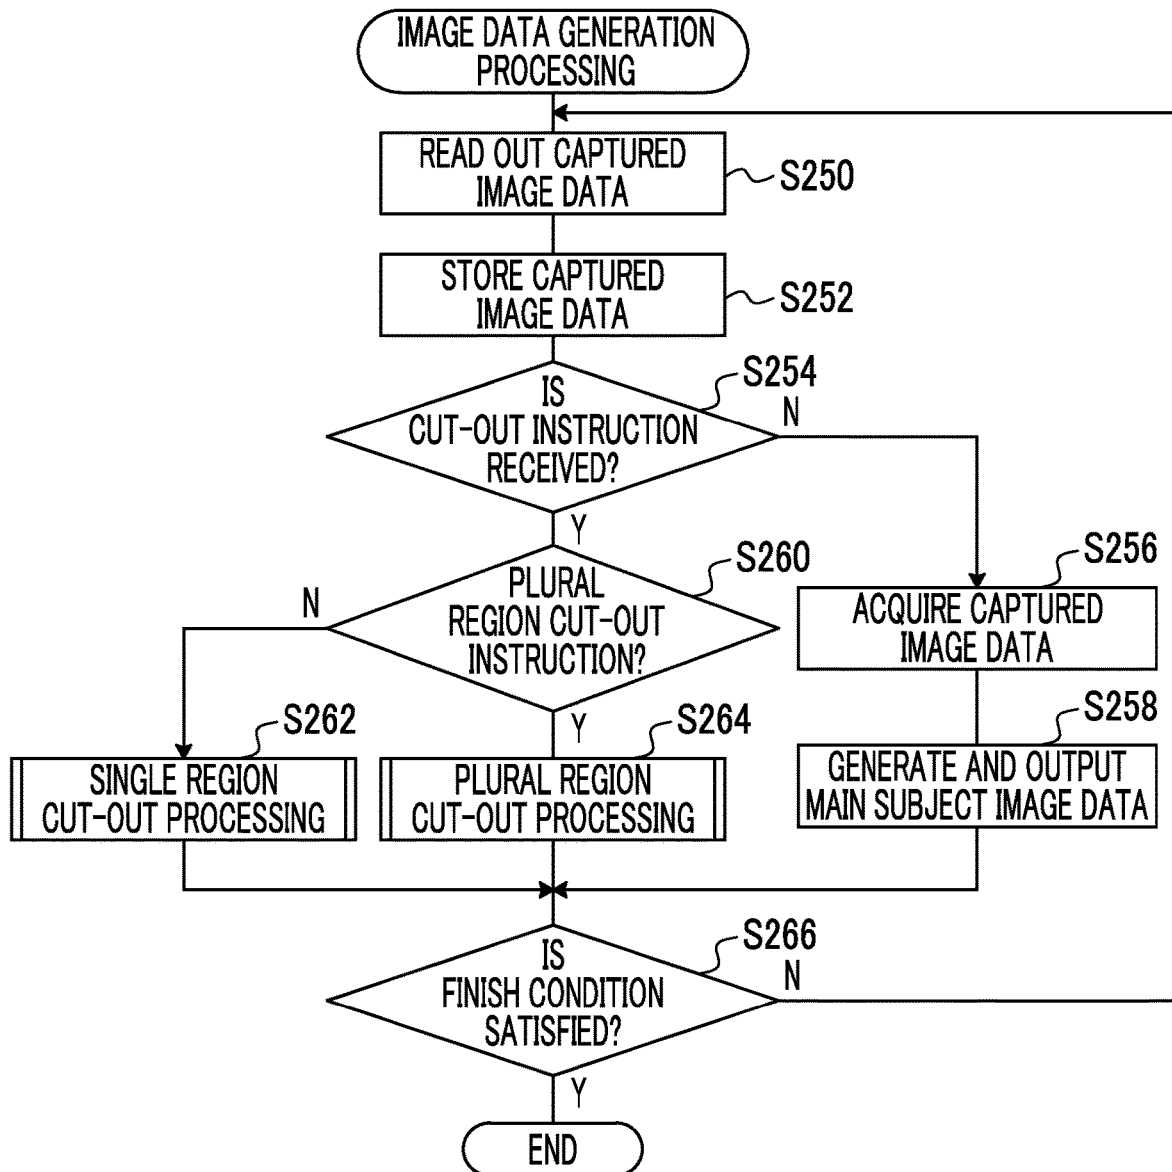 IMAGE DATA GENERATION
PROCESSING
READ OUT CAPTURED
IMAGE DATA
S250
STORE CAPTURED
IMAGE DATA
S252
IS
CUT-OUT INSTRUCTION
RECEIVED?
S254
N
Y
PLURAL
REGION CUT-OUT
INSTRUCTION?
S260
N
Y
S256
ACQUIRE CAPTURED
IMAGE DATA
S262
SINGLE REGION
CUT-OUT PROCESSING
S264
PLURAL REGION
CUT-OUT PROCESSING
S258
GENERATE AND OUTPUT
MAIN SUBJECT IMAGE DATA
IS
FINISH CONDITION
SATISFIED?
S266
N
Y
END